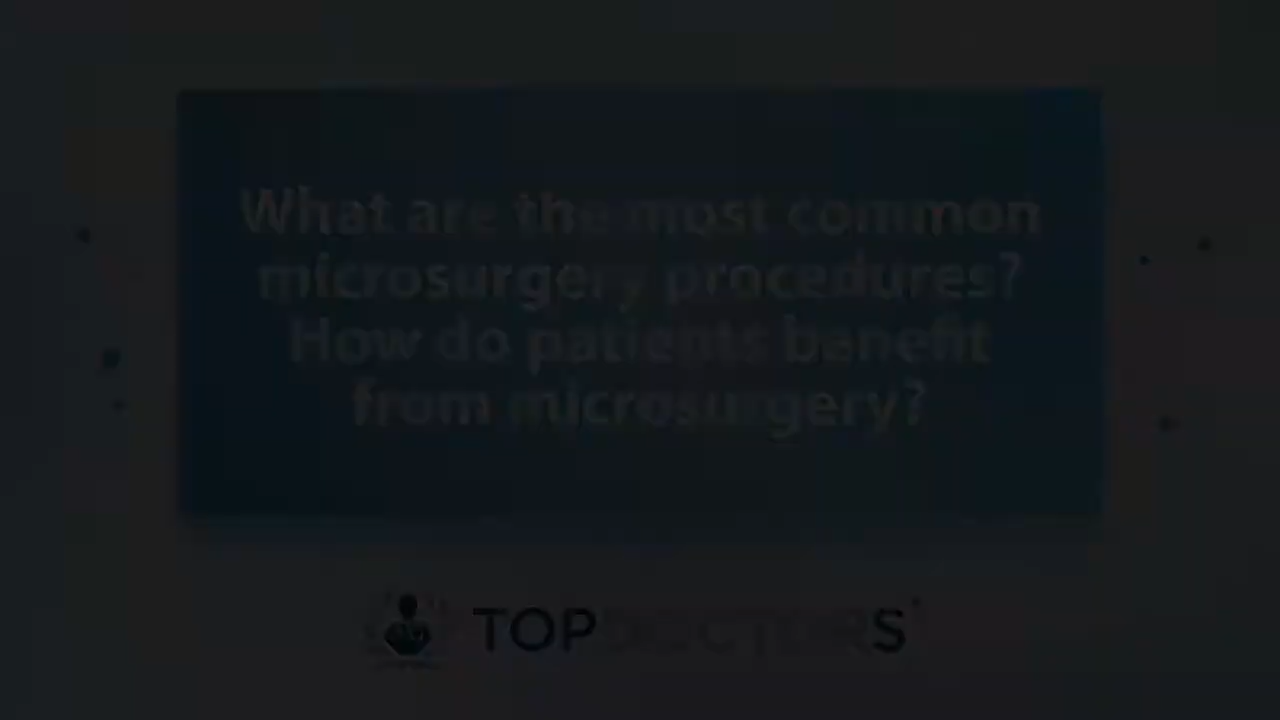 What are the most common
microsurgery procedures?
How do patients benefit
from microsurgery?
TOPDOCTORS